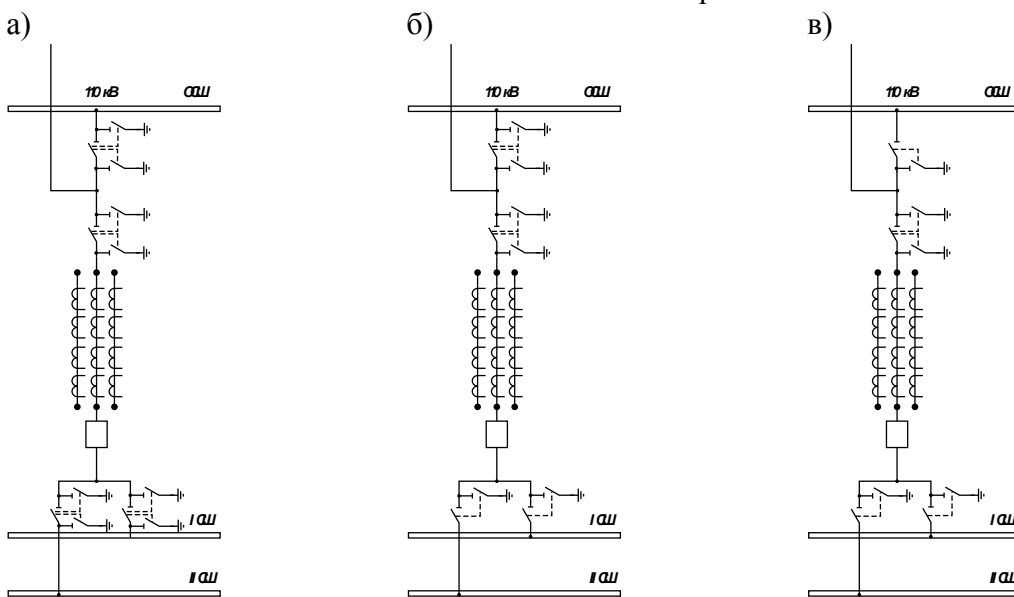 а) б) в)
110 кВ ОСШ 110 кВ ОСШ 110 кВ ОСШ
I СШ I СШ I СШ
II СШ II СШ II СШ